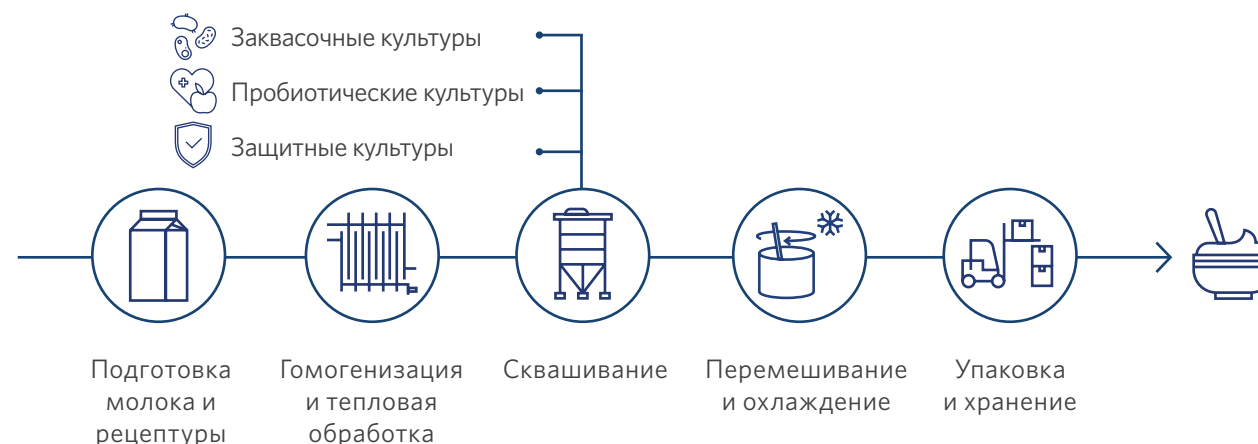 Заквасочные культуры
Пробиотические культуры
Защитные культуры
Подготовка
молока и
рецептуры
Гомогенизация
и тепловая
обработка
Сквашивание
Перемешивание
и охлаждение
Упаковка
и хранение